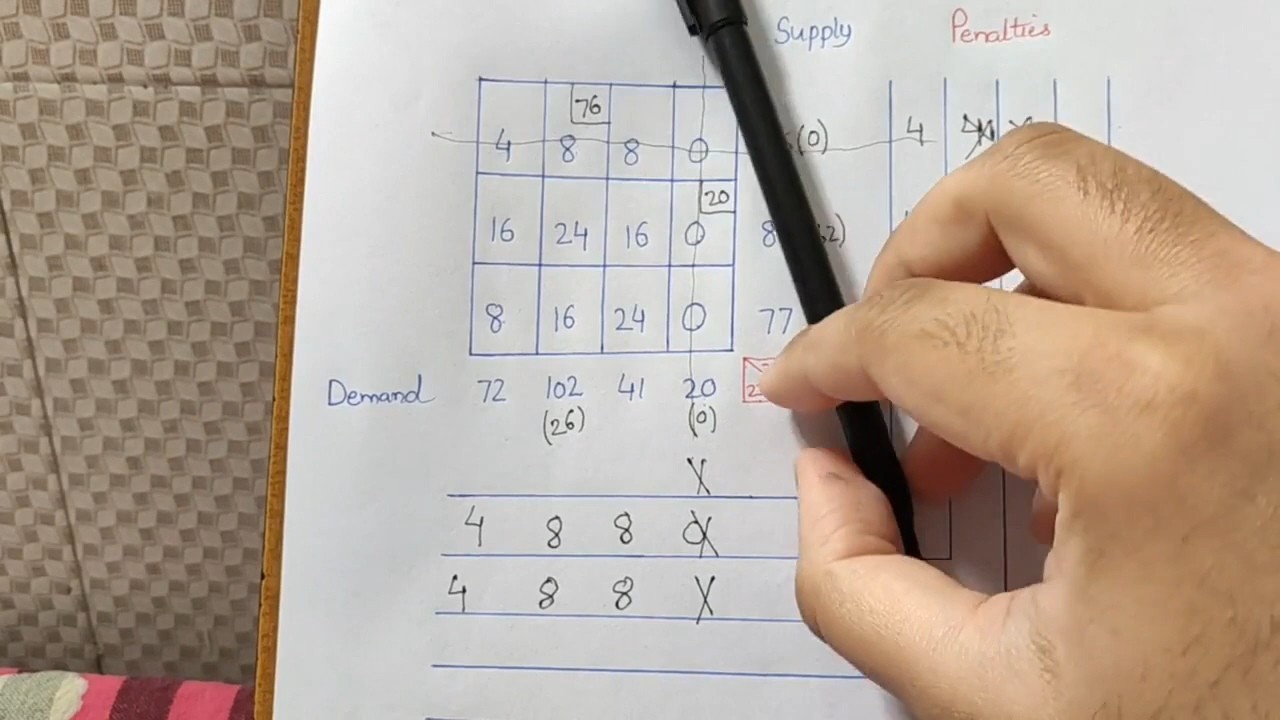 Supply Penalties
76
4 8 8 0 (0) 4
20
16 24 16 0 8
8 16 24 0 77
Demand 72 102 41 20
(26) (0)
X
4 8 8
4 8 8 X